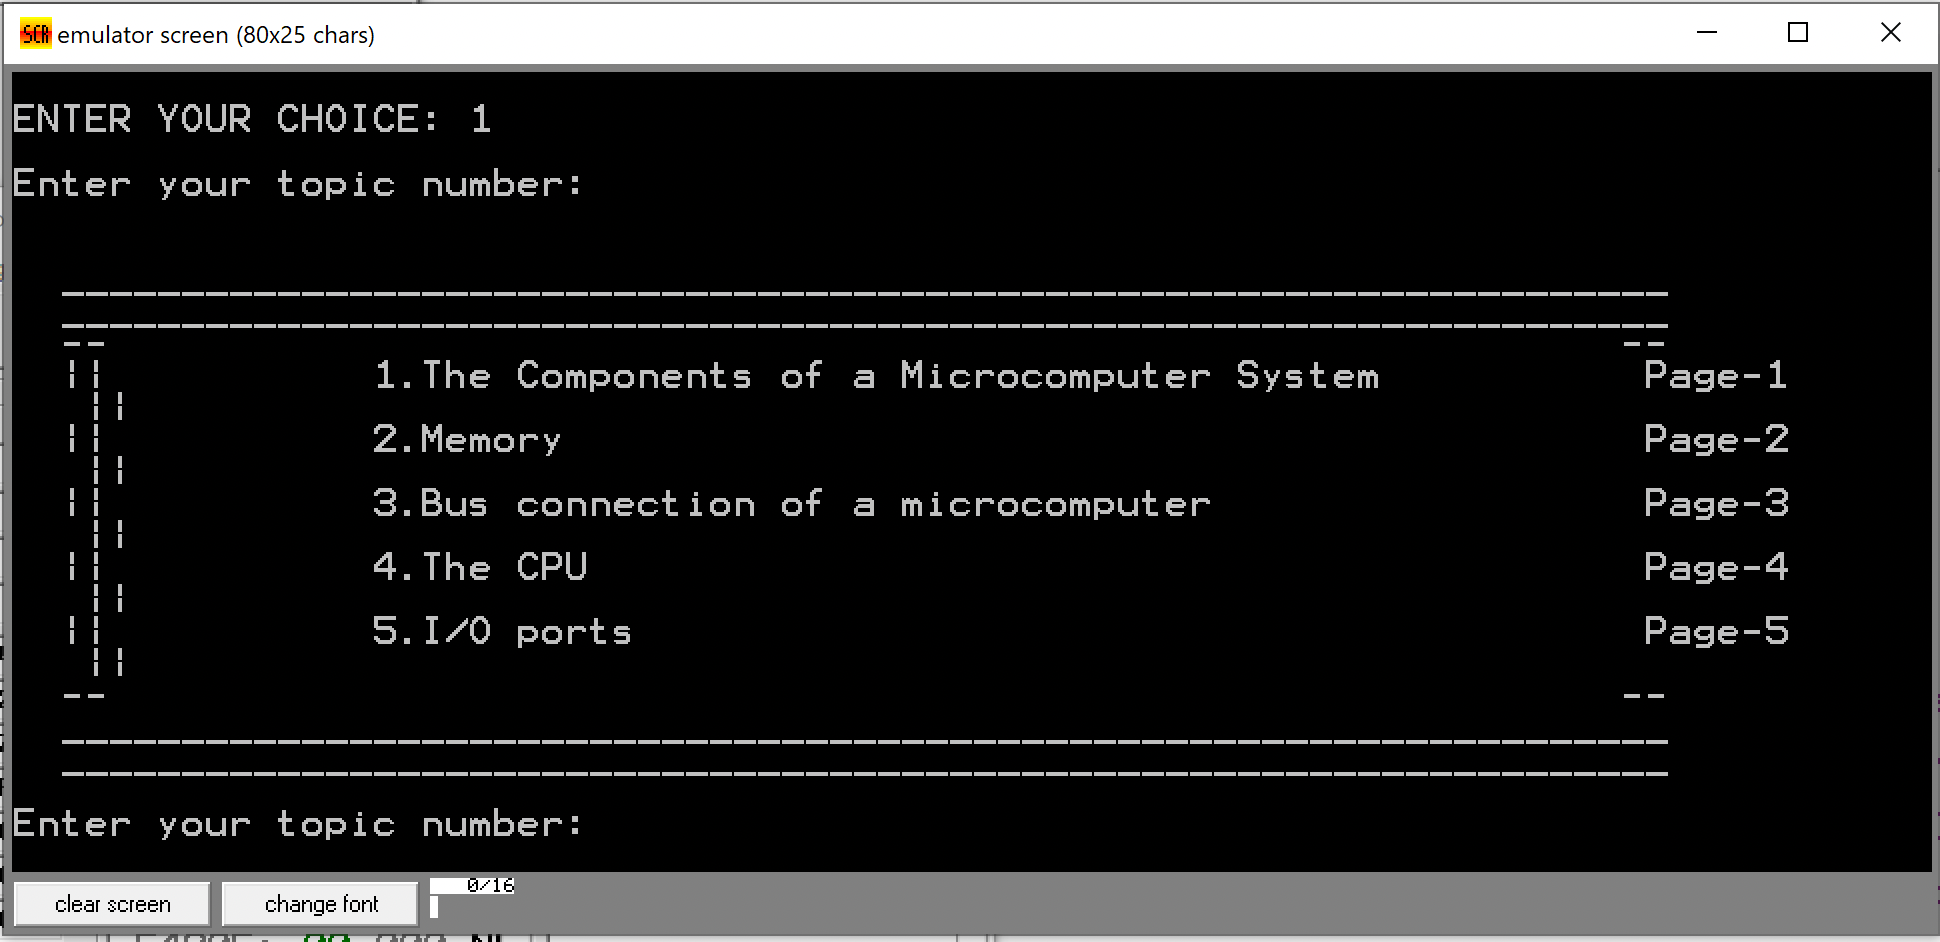 SCR emulator screen (80x25 chars)
ENTER YOUR CHOICE: 1
Enter your topic number:
1.The Components of a Microcomputer System Page-1
2.Memory Page-2
3.Bus connection of a microcomputer Page-3
4.The CPU Page-4
5.I/O ports Page-5
Enter your topic number:
clear screen change font 0/16